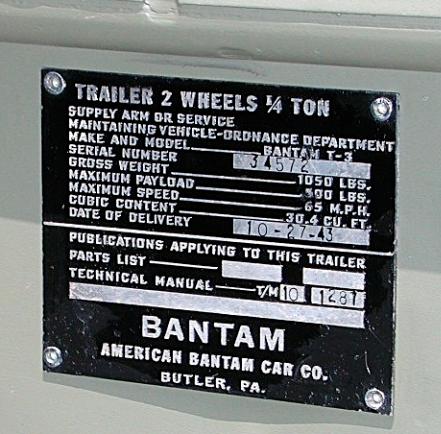 TRAILER 2 WHEELS 1/4 TON
SUPPLY ARM OR SERVICE
MAINTAINING VEHICLE-ORDNANCE DEPARTMENT
MAKE AND MODEL BANTAM T-3
SERIAL NUMBER 34572
GROSS WEIGHT 1050 LBS.
MAXIMUM PAYLOAD 500 LBS.
MAXIMUM SPEED 65 M.P.H.
CUBIC CONTENT 30.4 CU. FT.
DATE OF DELIVERY 10-27-43
PUBLICATIONS APPLYING TO THIS TRAILER
PARTS LIST
TECHNICAL MANUAL T/M 10 1281
BANTAM
AMERICAN BANTAM CAR CO.
BUTLER, PA.